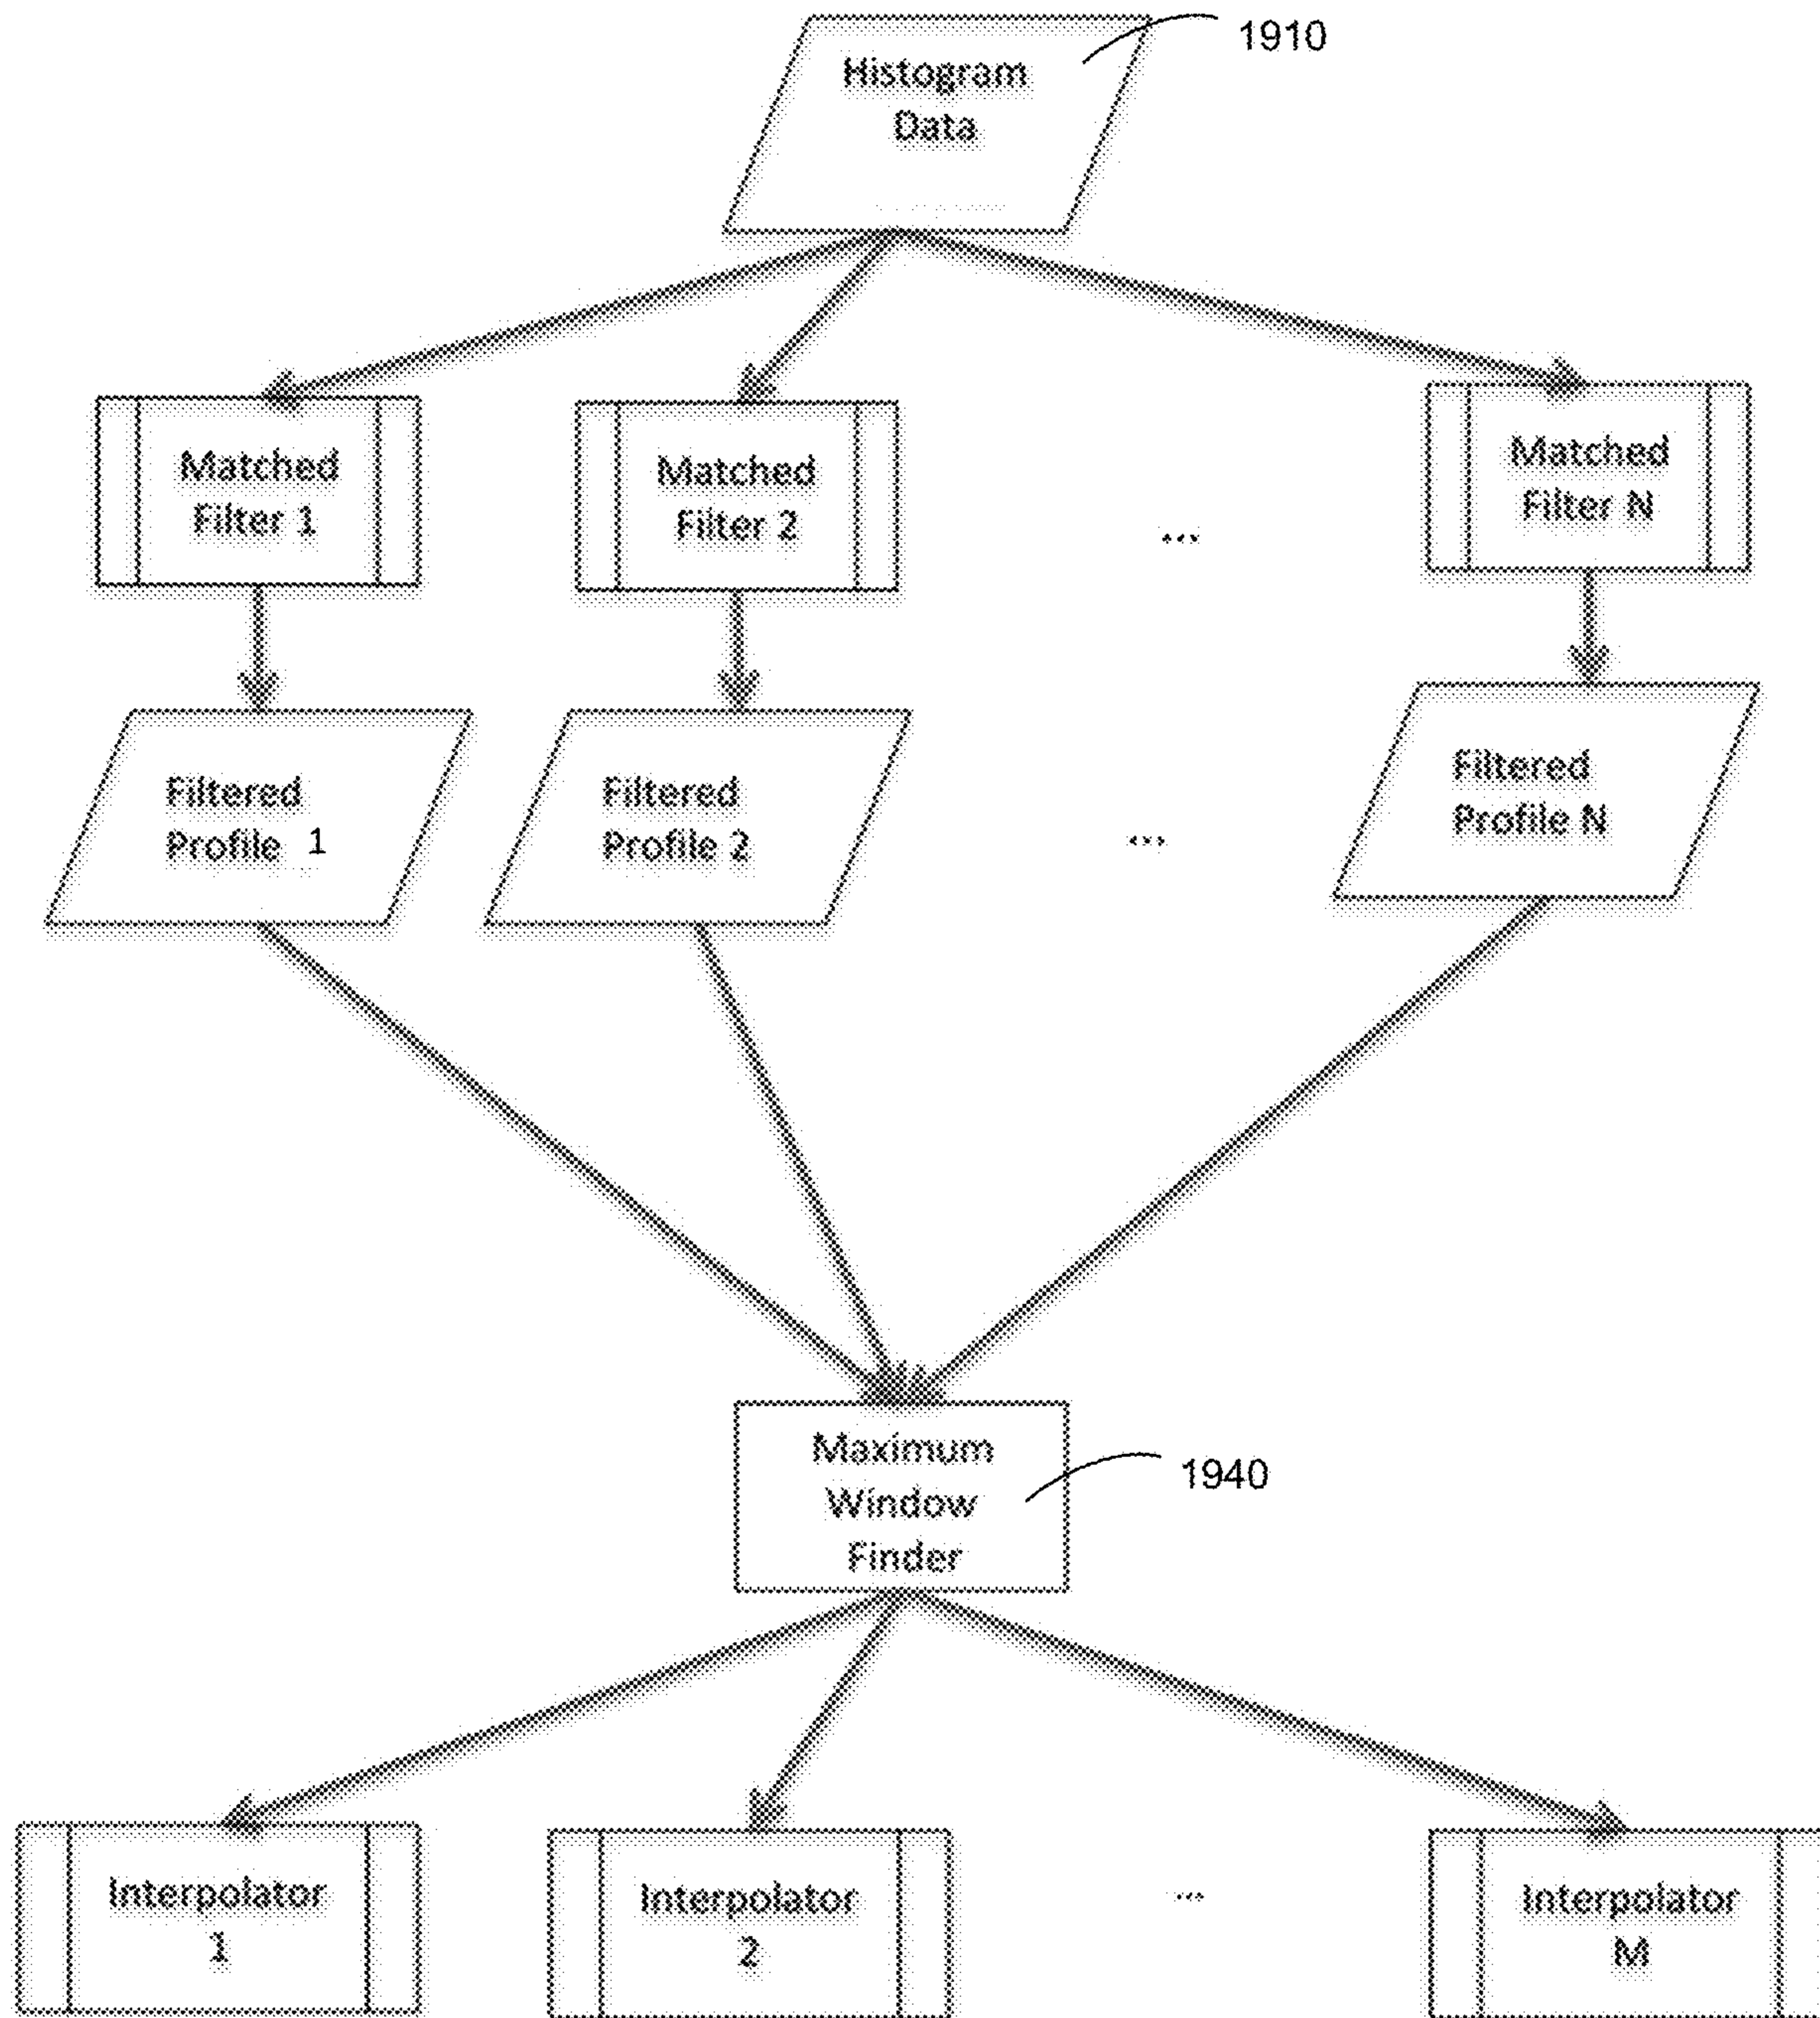 1910
Histogram
Data
Matched
Filter 1
Matched
Filter 2
...
Matched
Filter N
Filtered
Profile 1
Filtered
Profile 2
...
Filtered
Profile N
Maximum
Window
Finder
1940
Interpolator
1
Interpolator
2
...
Interpolator
M